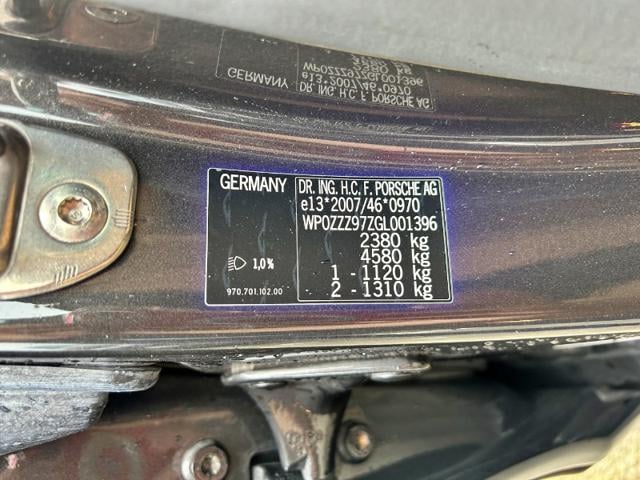 GERMANY
DR. ING. H.C. F. PORSCHE AG
e13*2007/46*0970
WP0ZZZ97ZGL001396
2380 kg
4580 kg
1 - 1120 kg
2 - 1310 kg
1,0%
970.701.102.00